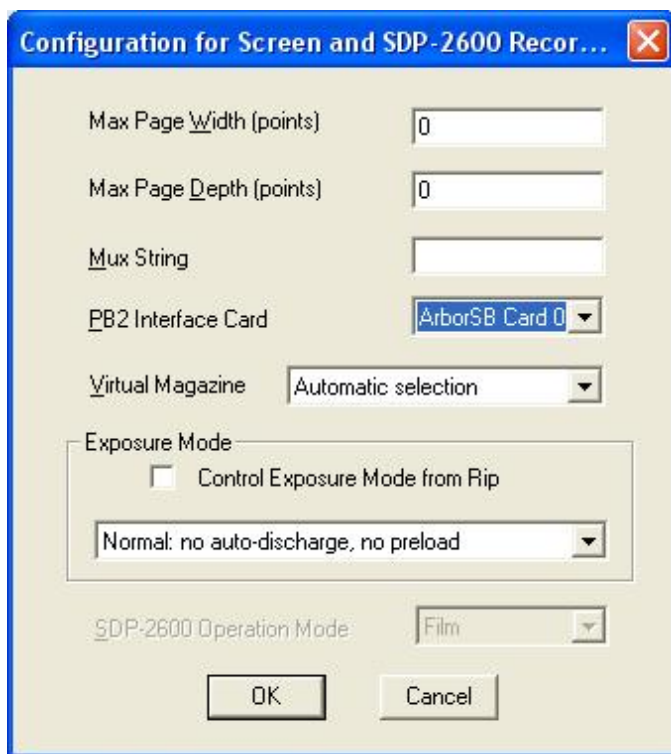 Configuration for Screen and SDP-2600 Recor...
Max Page Width (points) 0
Max Page Depth (points) 0
Mux String
PB2 Interface Card ArborSB Card 0
Virtual Magazine Automatic selection
Exposure Mode
Control Exposure Mode from Rip
Normal: no auto-discharge, no preload
SDP-2600 Operation Mode Film
OK Cancel